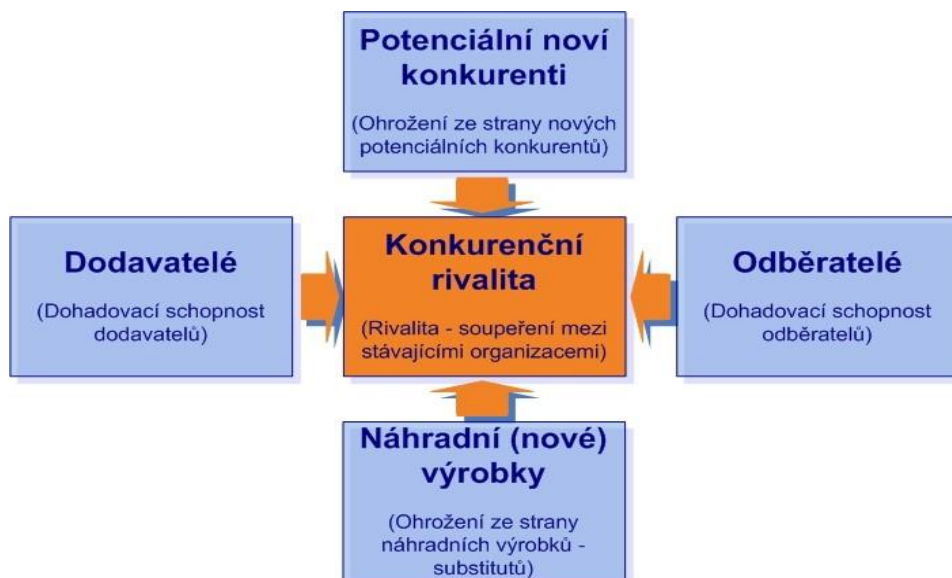 Potenciální noví
konkurenti
(Ohrožení ze strany nových
potenciálních konkurentů)
Dodavatelé
(Dohadovací schopnost
dodavatelů)
Konkurenční
rivalita
(Rivalita - soupeření mezi
stávajícími organizacemi)
Odběratelé
(Dohadovací schopnost
odběratelů)
Náhradní (nové)
výrobky
(Ohrožení ze strany
náhradních výrobků -
substitutů)